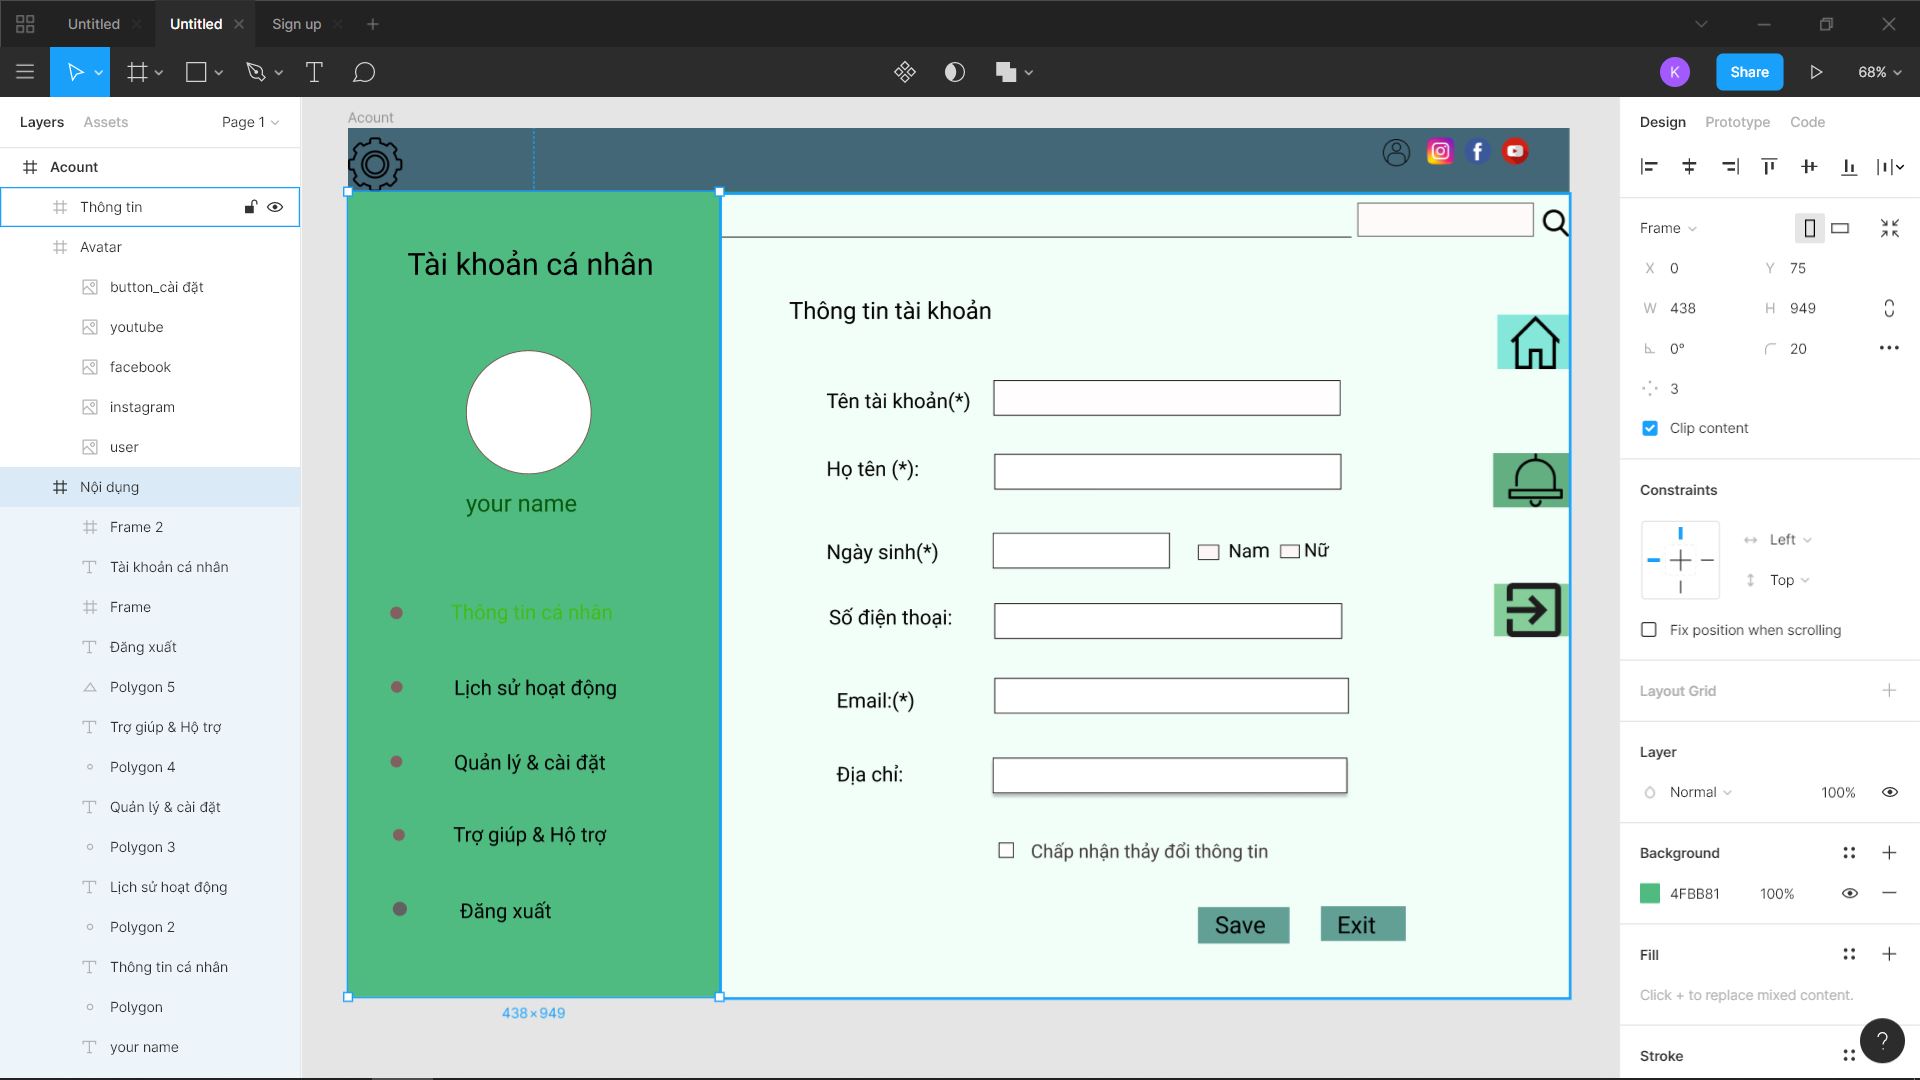 Untitled
Untitled
Sign up
K
Share
68%
Layers
Assets
Page 1
Acount
Thông tin
Avatar
button_cài đặt
youtube
facebook
instagram
user
Nội dụng
Frame 2
Tài khoản cá nhân
Frame
Đăng xuất
Polygon 5
Trợ giúp & Hộ trợ
Polygon 4
Quản lý & cài đặt
Polygon 3
Lịch sử hoạt động
Polygon 2
Thông tin cá nhân
Polygon
your name
Acount
Tài khoản cá nhân
your name
Thông tin cá nhân
Lịch sử hoạt động
Quản lý & cài đặt
Trợ giúp & Hộ trợ
Đăng xuất
438 × 949
Thông tin tài khoản
Tên tài khoản(*)
Họ tên (*):
Ngày sinh(*)
Nam
Nữ
Số điện thoại:
Email:(*)
Địa chỉ:
Chấp nhận thảy đổi thông tin
Save
Exit
Design
Prototype
Code
Frame
X 0
Y 75
W 438
H 949
0°
20
3
Clip content
Constraints
Left
Top
Fix position when scrolling
Layout Grid
Layer
Normal
100%
Background
4FBB81
100%
Fill
Click + to replace mixed content.
Stroke
?